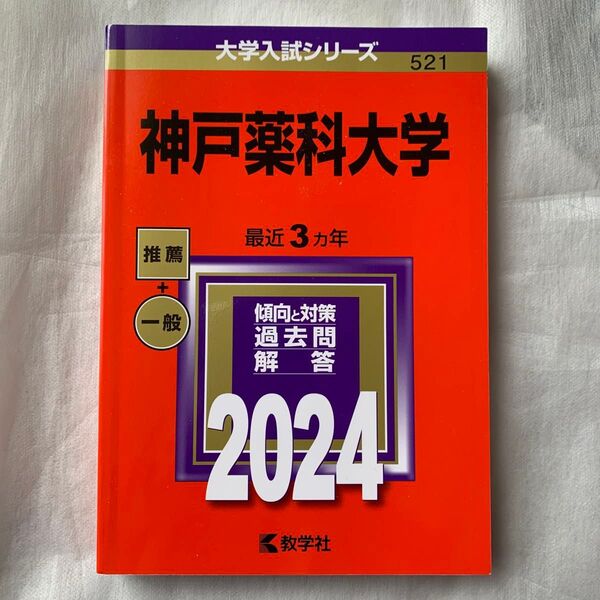 大学入試シリーズ
521
神戸薬科大学
最近3ヵ年
推薦
+
一般
傾向と対策
過去問
解答
2024
教学社